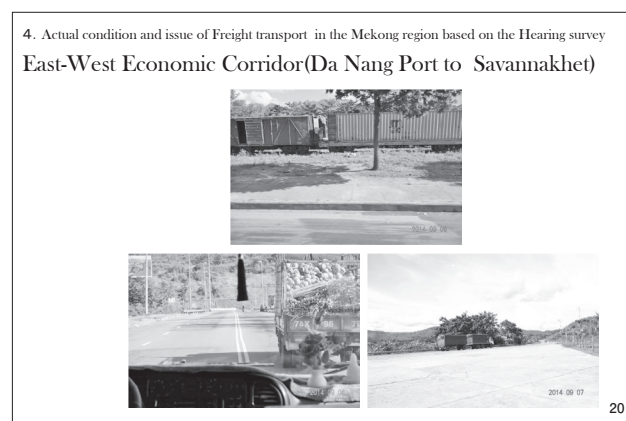 4. Actual condition and issue of Freight transport in the Mekong region based on the Hearing survey
East-West Economic Corridor(Da Nang Port to Savannakhet)
2014 09 06
2014 09 07
20